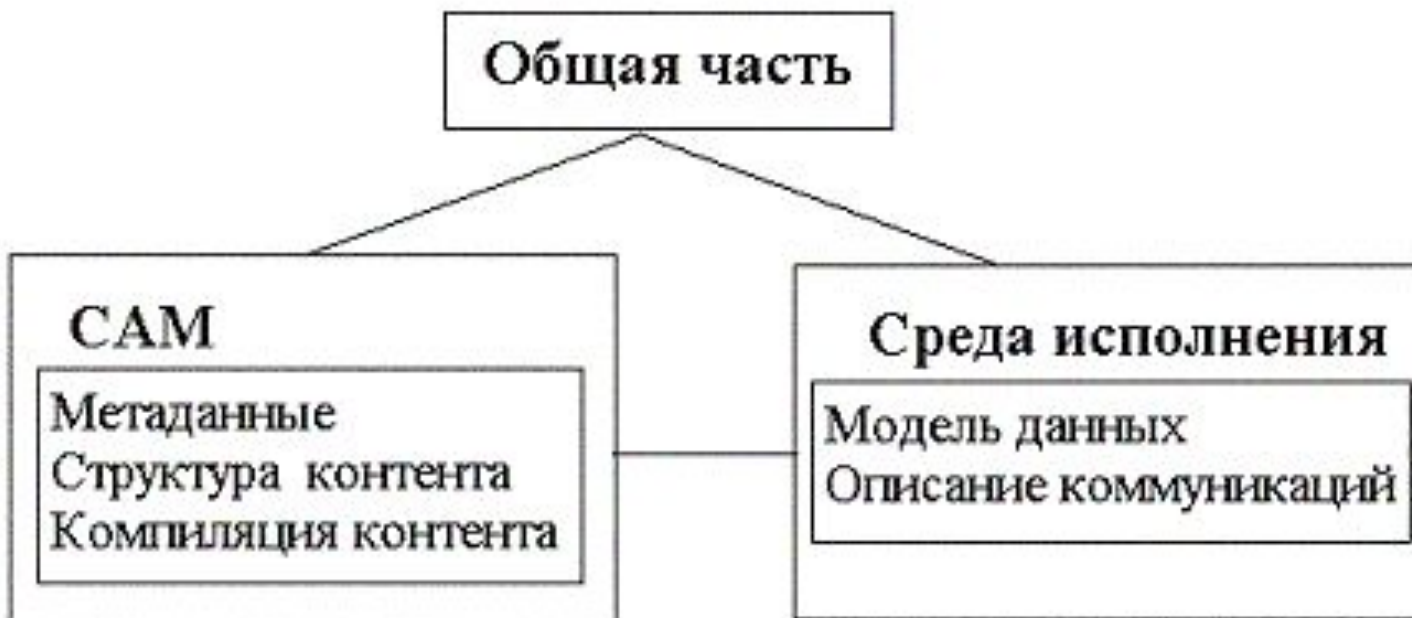 Общая часть
САМ
Метаданные
Структура контента
Компиляция контента
Среда исполнения
Модель данных
Описание коммуникаций